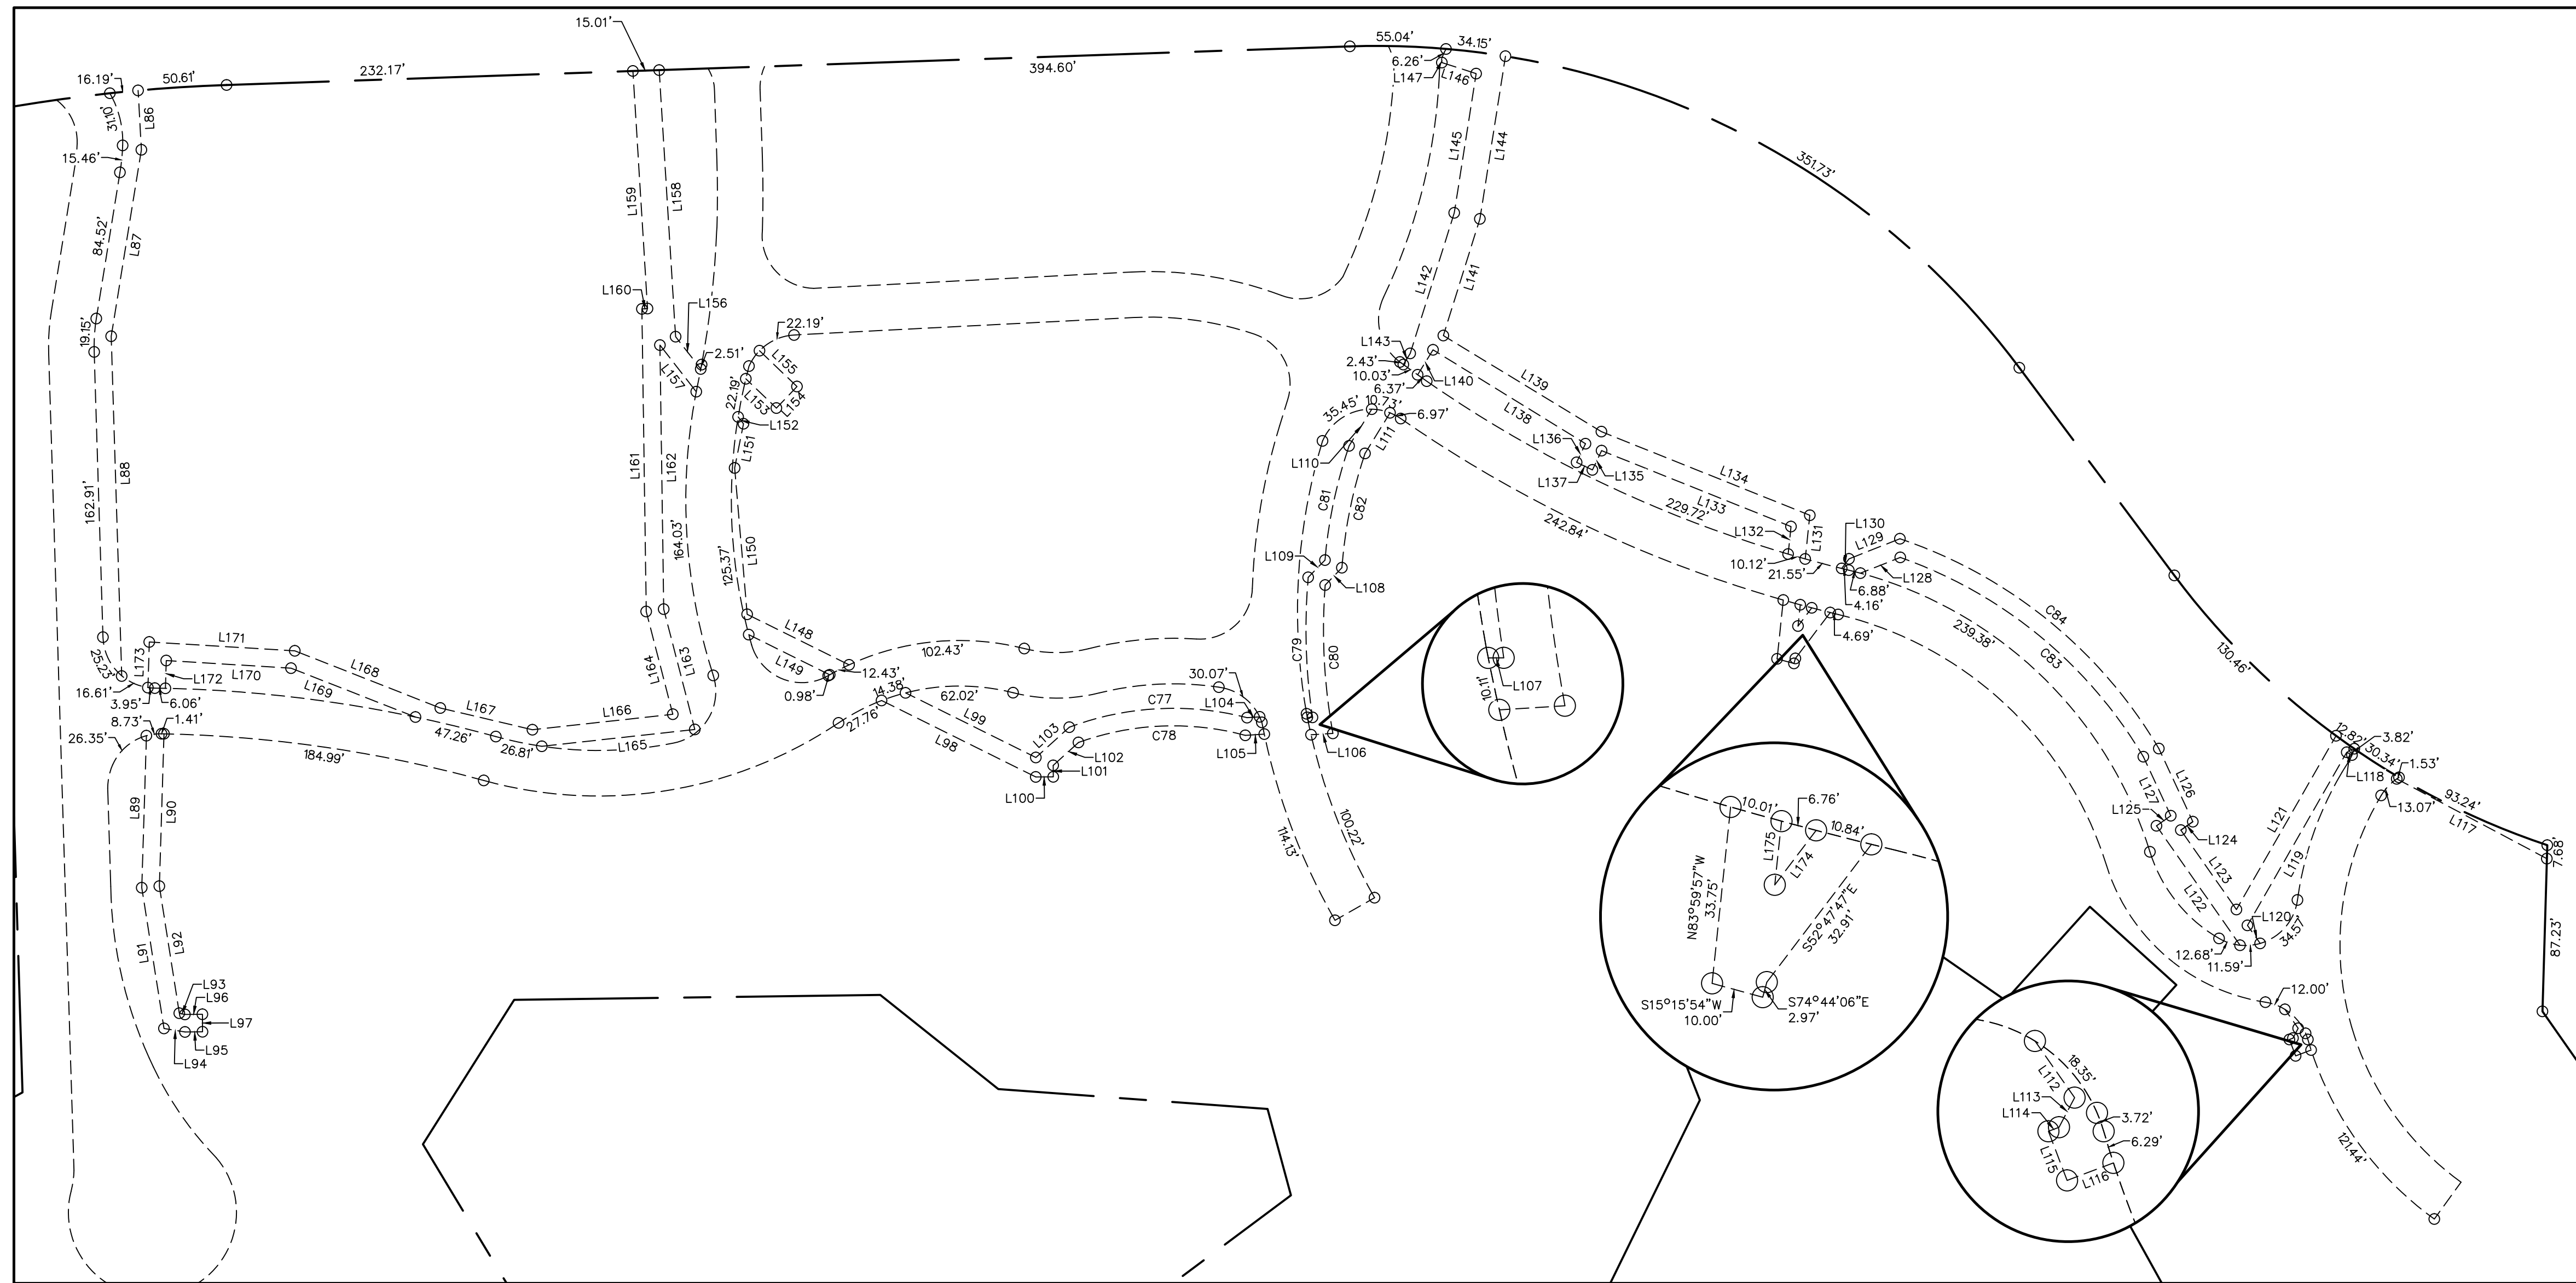 15.01'
16.19'
50.61'
232.17'
394.60'
55.04'
34.15'
6.26'
L147
L146
31.10'
L86
15.46'
L159
L158
L145
L144
351.73'
84.52'
L87
L160
L156
22.19'
2.51'
L155
L142
L141
L143
2.43'
10.03'
6.37'
L140
L139
19.15'
L157
22.19'
L153
L154
L152
L151
35.45'
10.73'
6.97'
L138
L111
L110
L136
L137
L135
L134
L133
162.91'
L88
L161
L162
164.03'
125.37'
L150
C81
C82
242.84'
229.72'
L132
L131
L130
L129
10.12'
21.55'
L128
6.88'
4.16'
C84
L109
L108
239.38'
C83
4.69'
130.46'
L171
25.23'
L173
L172
L170
L168
L169
16.61'
3.95'
6.06'
8.73'
1.41'
L167
L166
L164
L163
L148
L149
12.43'
0.98'
102.43'
14.38'
62.02'
30.07'
C79
C80
10.11'
L107
26.35'
184.99'
47.26'
26.81'
L165
27.76'
L98
L99
L103
C77
L104
C78
L105
L106
L102
L101
L100
12.82'
3.82'
30.34'
1.53'
L118
13.07'
93.24'
L117
7.68'
L89
L90
L126
L127
L125
L124
L121
L119
L123
L122
L120
34.57'
12.68'
11.59'
87.23'
114.13'
100.22'
10.01'
6.76'
10.84'
L175
L174
N83°59'57"W
33.75'
S52°47'47"E
32.91'
S15°15'54"W
10.00'
S74°44'06"E
2.97'
L91
L92
L93
L96
L97
L95
L94
12.00'
18.35'
L112
L113
L114
3.72'
6.29'
L115
L116
121.44'